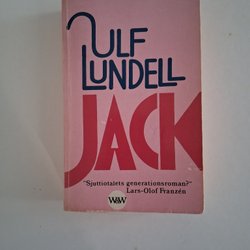 ULF
LUNDELL
JACK
"Sjuttiotalets generationsroman?"
Lars-Olof Franzén
W&W